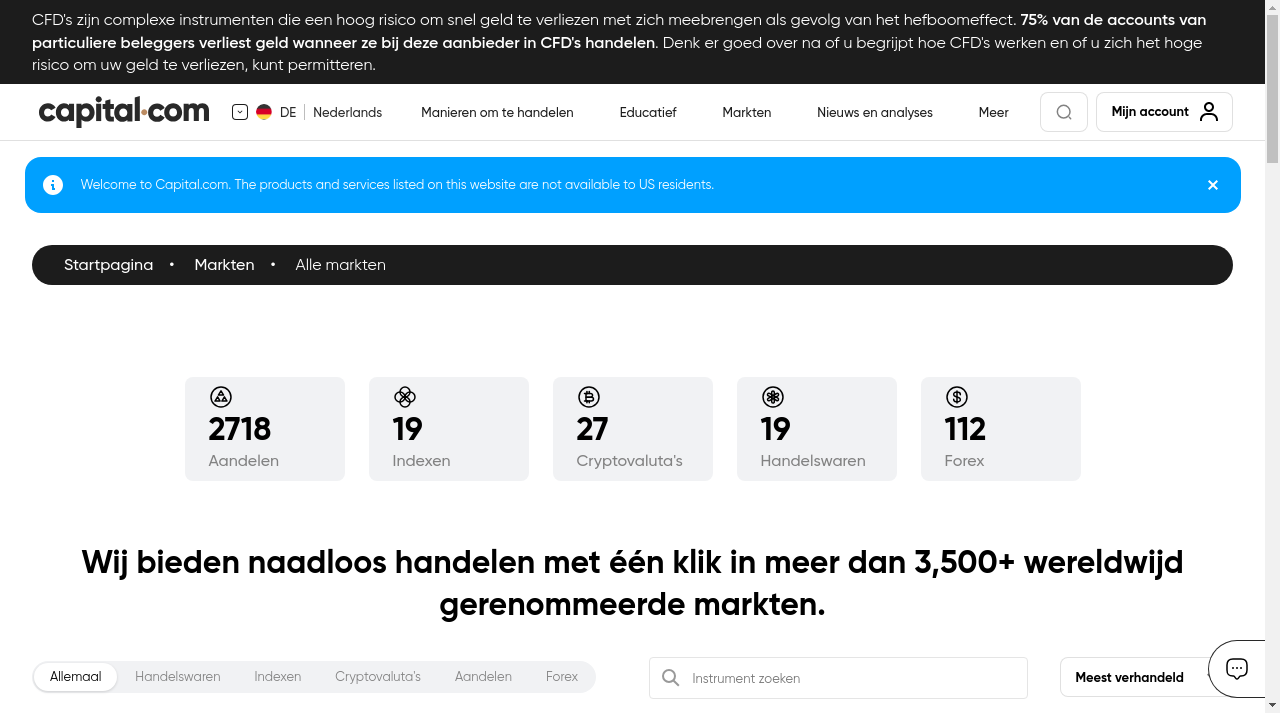 CFD's zijn complexe instrumenten die een hoog risico om snel geld te verliezen met zich meebrengen als gevolg van het hefboomeffect. 75% van de accounts van
particuliere beleggers verliest geld wanneer ze bij deze aanbieder in CFD's handelen. Denk er goed over na of u begrijpt hoe CFD's werken en of u zich het hoge
risico om uw geld te verliezen, kunt permitteren.
capital.com DE Nederlands Manieren om te handelen Educatief Markten Nieuws en analyses Meer Mijn account
Welcome to Capital.com. The products and services listed on this website are not available to US residents.
Startpagina • Markten • Alle markten
2718 19 27 19 112
Aandelen Indexen Cryptovaluta's Handelswaren Forex
Wij bieden naadloos handelen met één klik in meer dan 3,500+ wereldwijd
gerenommeerde markten.
Allemaal Handelswaren Indexen Cryptovaluta's Aandelen Forex Instrument zoeken Meest verhandeld